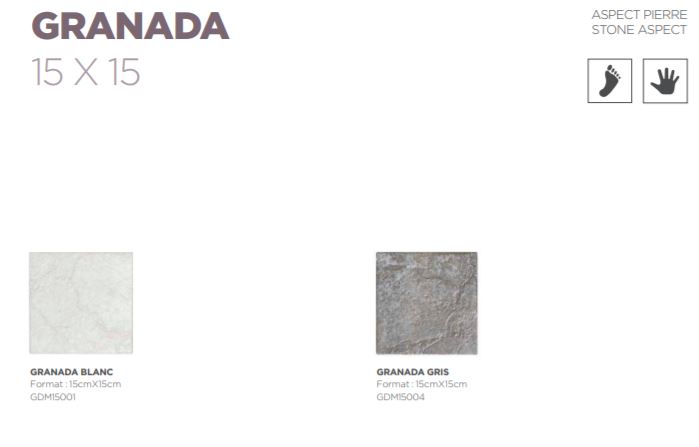 GRANADA
15 X 15
ASPECT PIERRE
STONE ASPECT
GRANADA BLANC
Format : 15cmX15cm
GDM15001
GRANADA GRIS
Format : 15cmX15cm
GDM15004